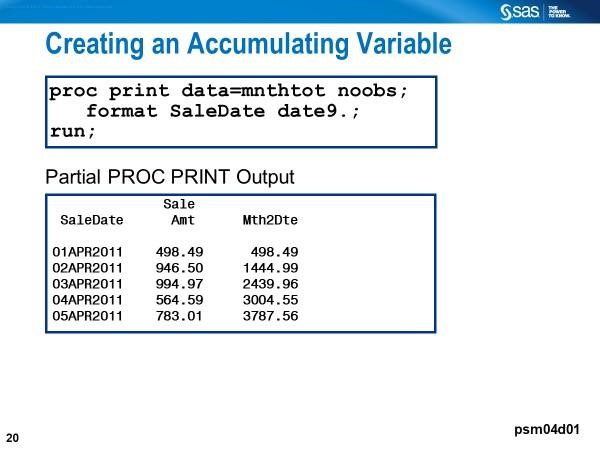 sas THE POWER TO KNOW.
Creating an Accumulating Variable
proc print data=mnthtot noobs;
format SaleDate date9.;
run;
Partial PROC PRINT Output
Sale
SaleDate Amt Mth2Dte
01APR2011 498.49 498.49
02APR2011 946.50 1444.99
03APR2011 994.97 2439.96
04APR2011 564.59 3004.55
05APR2011 783.01 3787.56
20
psm04d01